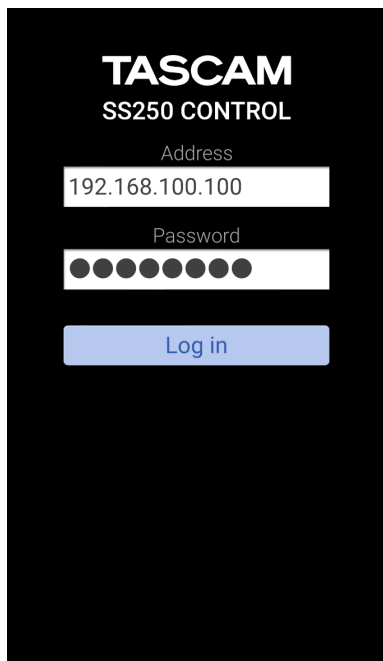 TASCAM
SS250 CONTROL
Address
192.168.100.100
Password
●●●●●●●●
Log in